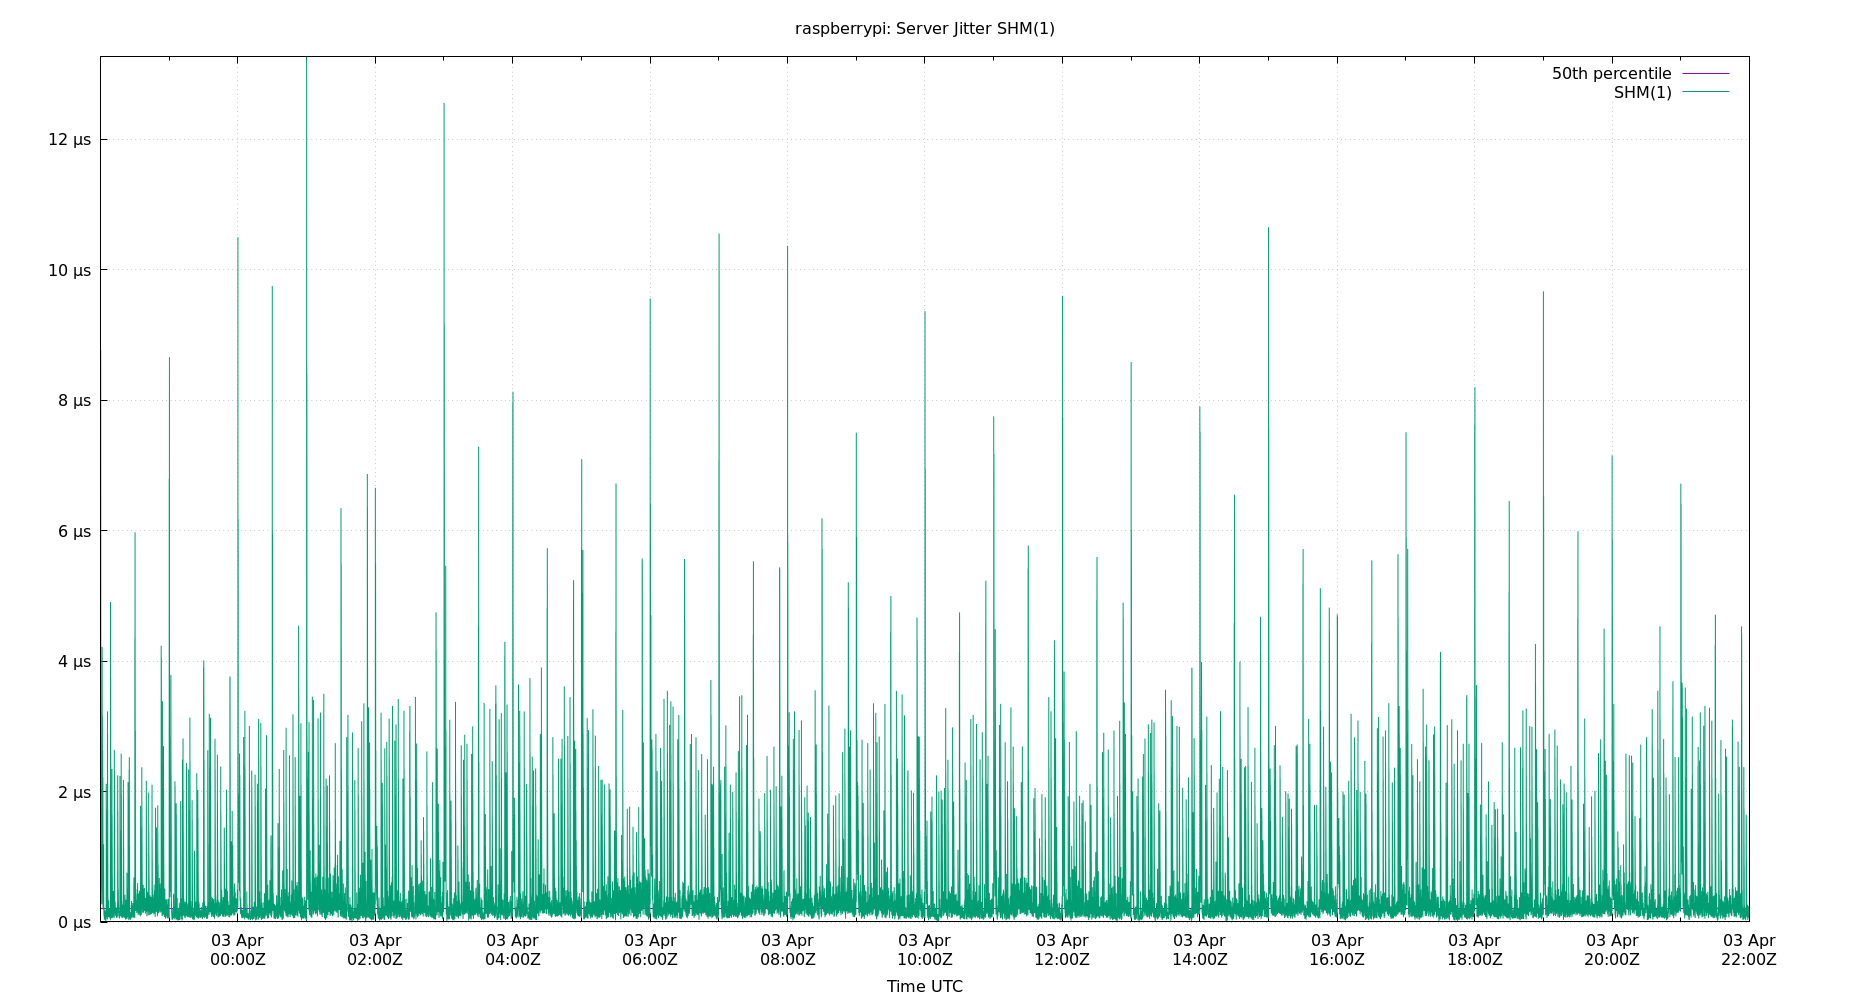 raspberrypi: Server Jitter SHM(1)
50th percentile
SHM(1)
12 µs
10 µs
8 µs
6 µs
4 µs
2 µs
0 µs
03 Apr 03 Apr 03 Apr 03 Apr 03 Apr 03 Apr 03 Apr 03 Apr 03 Apr 03 Apr 03 Apr 03 Apr
00:00Z 02:00Z 04:00Z 06:00Z 08:00Z 10:00Z 12:00Z 14:00Z 16:00Z 18:00Z 20:00Z 22:00Z
Time UTC